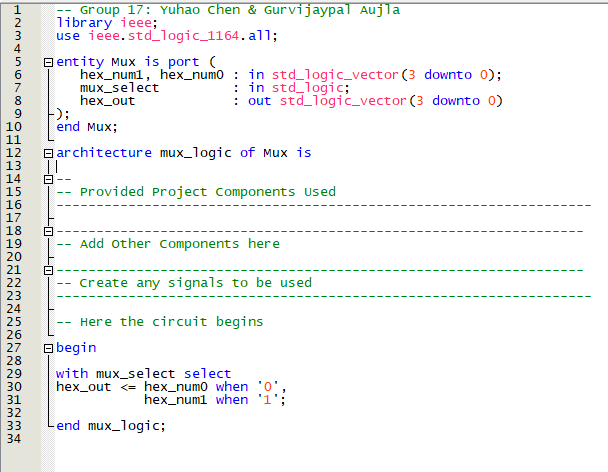 1 -- Group 17: Yuhao Chen & Gurvijaypal Aujla
2 library ieee;
3 use ieee.std_logic_1164.all;
4
5 entity Mux is port (
6 hex_num1, hex_num0 : in std_logic_vector(3 downto 0);
7 mux_select : in std_logic;
8 hex_out : out std_logic_vector(3 downto 0)
9 );
10 end Mux;
11
12 architecture mux_logic of Mux is
13
14 --
15 -- Provided Project Components Used
16 -------------------------------------------------------------------
17
18 ------------------------------------------------------------------
19 -- Add Other Components here
20
21 ------------------------------------------------------------------
22 -- Create any signals to be used
23 -------------------------------------------------------------------
24
25 -- Here the circuit begins
26
27 begin
28
29 with mux_select select
30 hex_out <= hex_num0 when '0',
31 hex_num1 when '1';
32
33 end mux_logic;
34